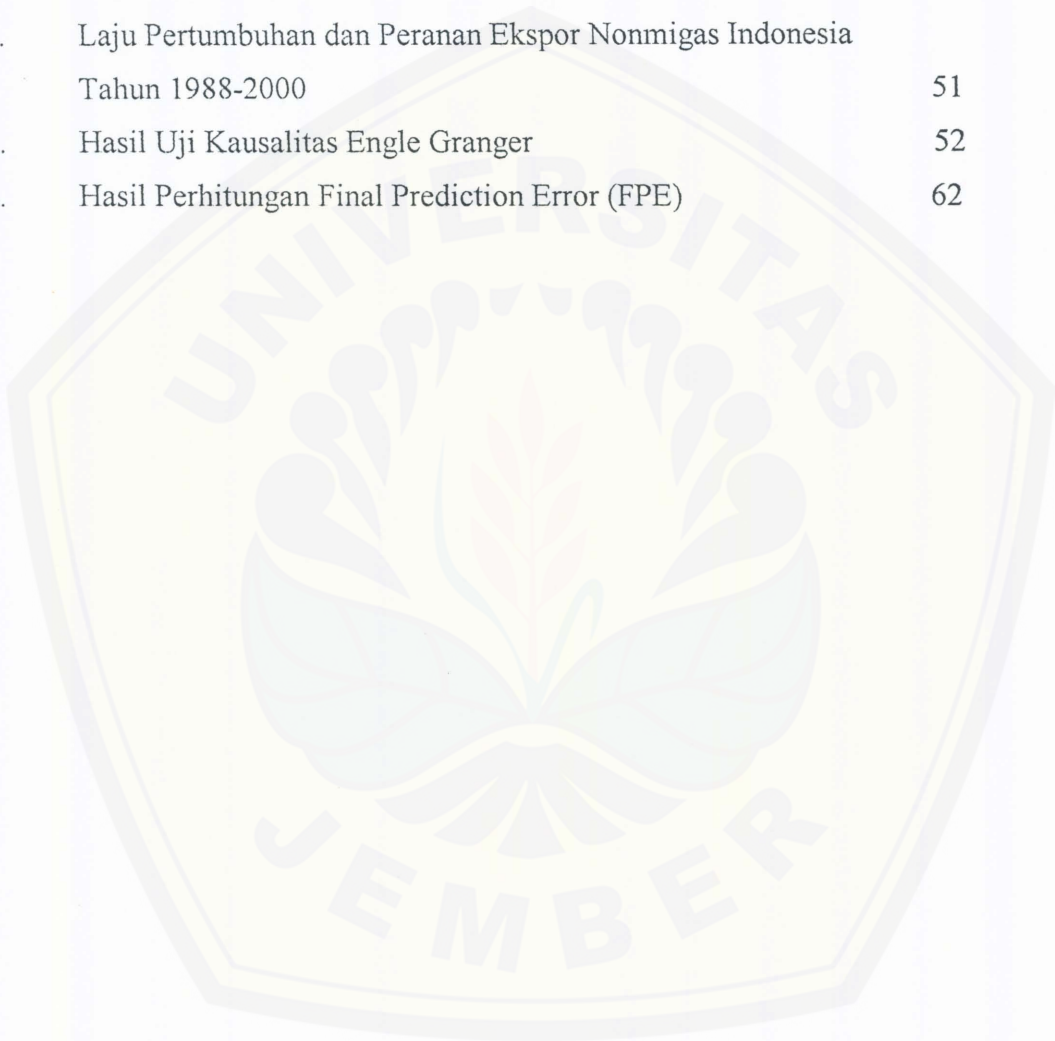 . Laju Pertumbuhan dan Peranan Ekspor Nonmigas Indonesia
Tahun 1988-2000 51
. Hasil Uji Kausalitas Engle Granger 52
. Hasil Perhitungan Final Prediction Error (FPE) 62
UNIVERSITAS
JEMBER